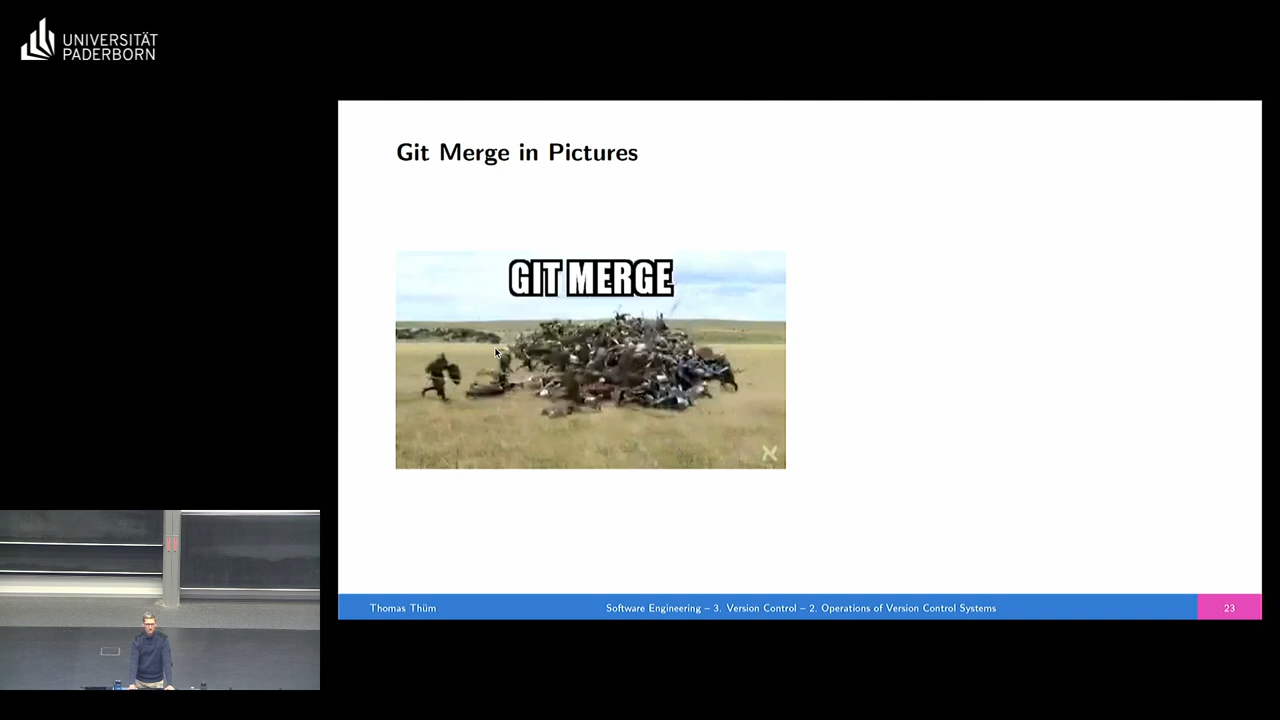 UNIVERSITÄT
PADERBORN
Git Merge in Pictures
GIT MERGE
Thomas Thüm
Software Engineering – 3. Version Control – 2. Operations of Version Control Systems
23